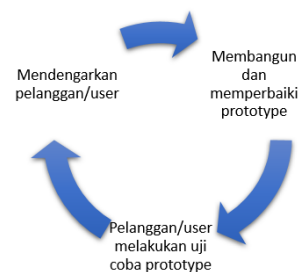 Mendengarkan
pelanggan/user
Membangun
dan
memperbaiki
prototype
Pelanggan/user
melakukan uji
coba prototype